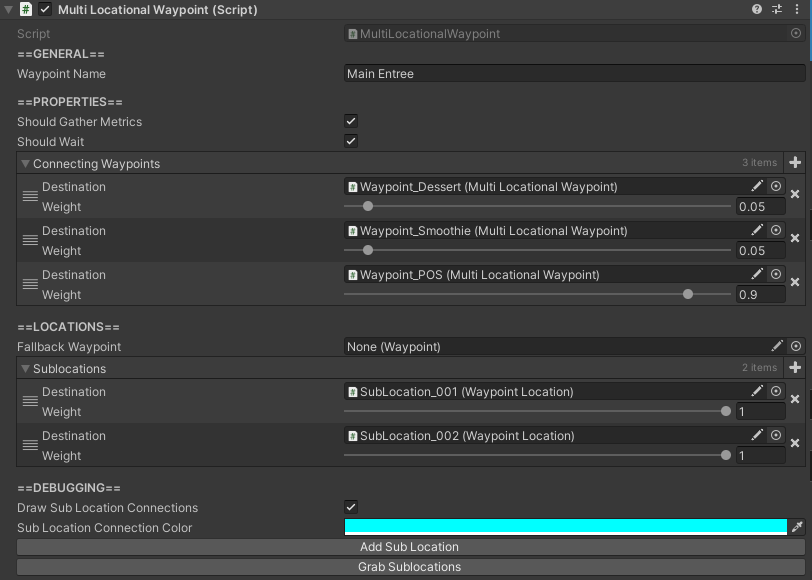 Multi Locational Waypoint (Script)
Script MultiLocationalWaypoint
==GENERAL==
Waypoint Name Main Entree
==PROPERTIES==
Should Gather Metrics
Should Wait
Connecting Waypoints 3 items
Destination Waypoint_Dessert (Multi Locational Waypoint)
Weight 0.05
Destination Waypoint_Smoothie (Multi Locational Waypoint)
Weight 0.05
Destination Waypoint_POS (Multi Locational Waypoint)
Weight 0.9
==LOCATIONS==
Fallback Waypoint None (Waypoint)
Sublocations 2 items
Destination SubLocation_001 (Waypoint Location)
Weight 1
Destination SubLocation_002 (Waypoint Location)
Weight 1
==DEBUGGING==
Draw Sub Location Connections
Sub Location Connection Color
Add Sub Location
Grab Sublocations